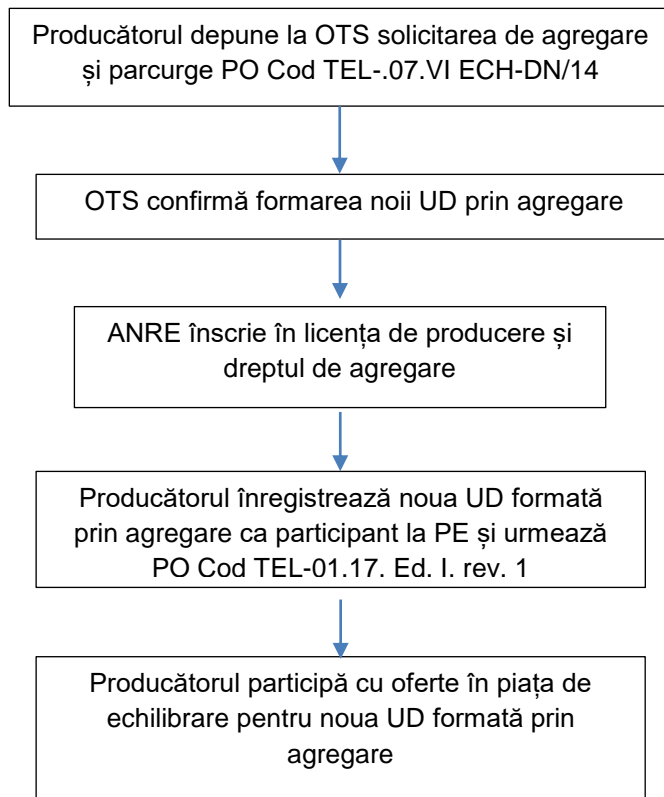 Producătorul depune la OTS solicitarea de agregare
și parcurge PO Cod TEL-.07.VI ECH-DN/14
OTS confirmă formarea noii UD prin agregare
ANRE înscrie în licența de producere și
dreptul de agregare
Producătorul înregistrează noua UD formată
prin agregare ca participant la PE și urmează
PO Cod TEL-01.17. Ed. I. rev. 1
Producătorul participă cu oferte în piața de
echilibrare pentru noua UD formată prin
agregare